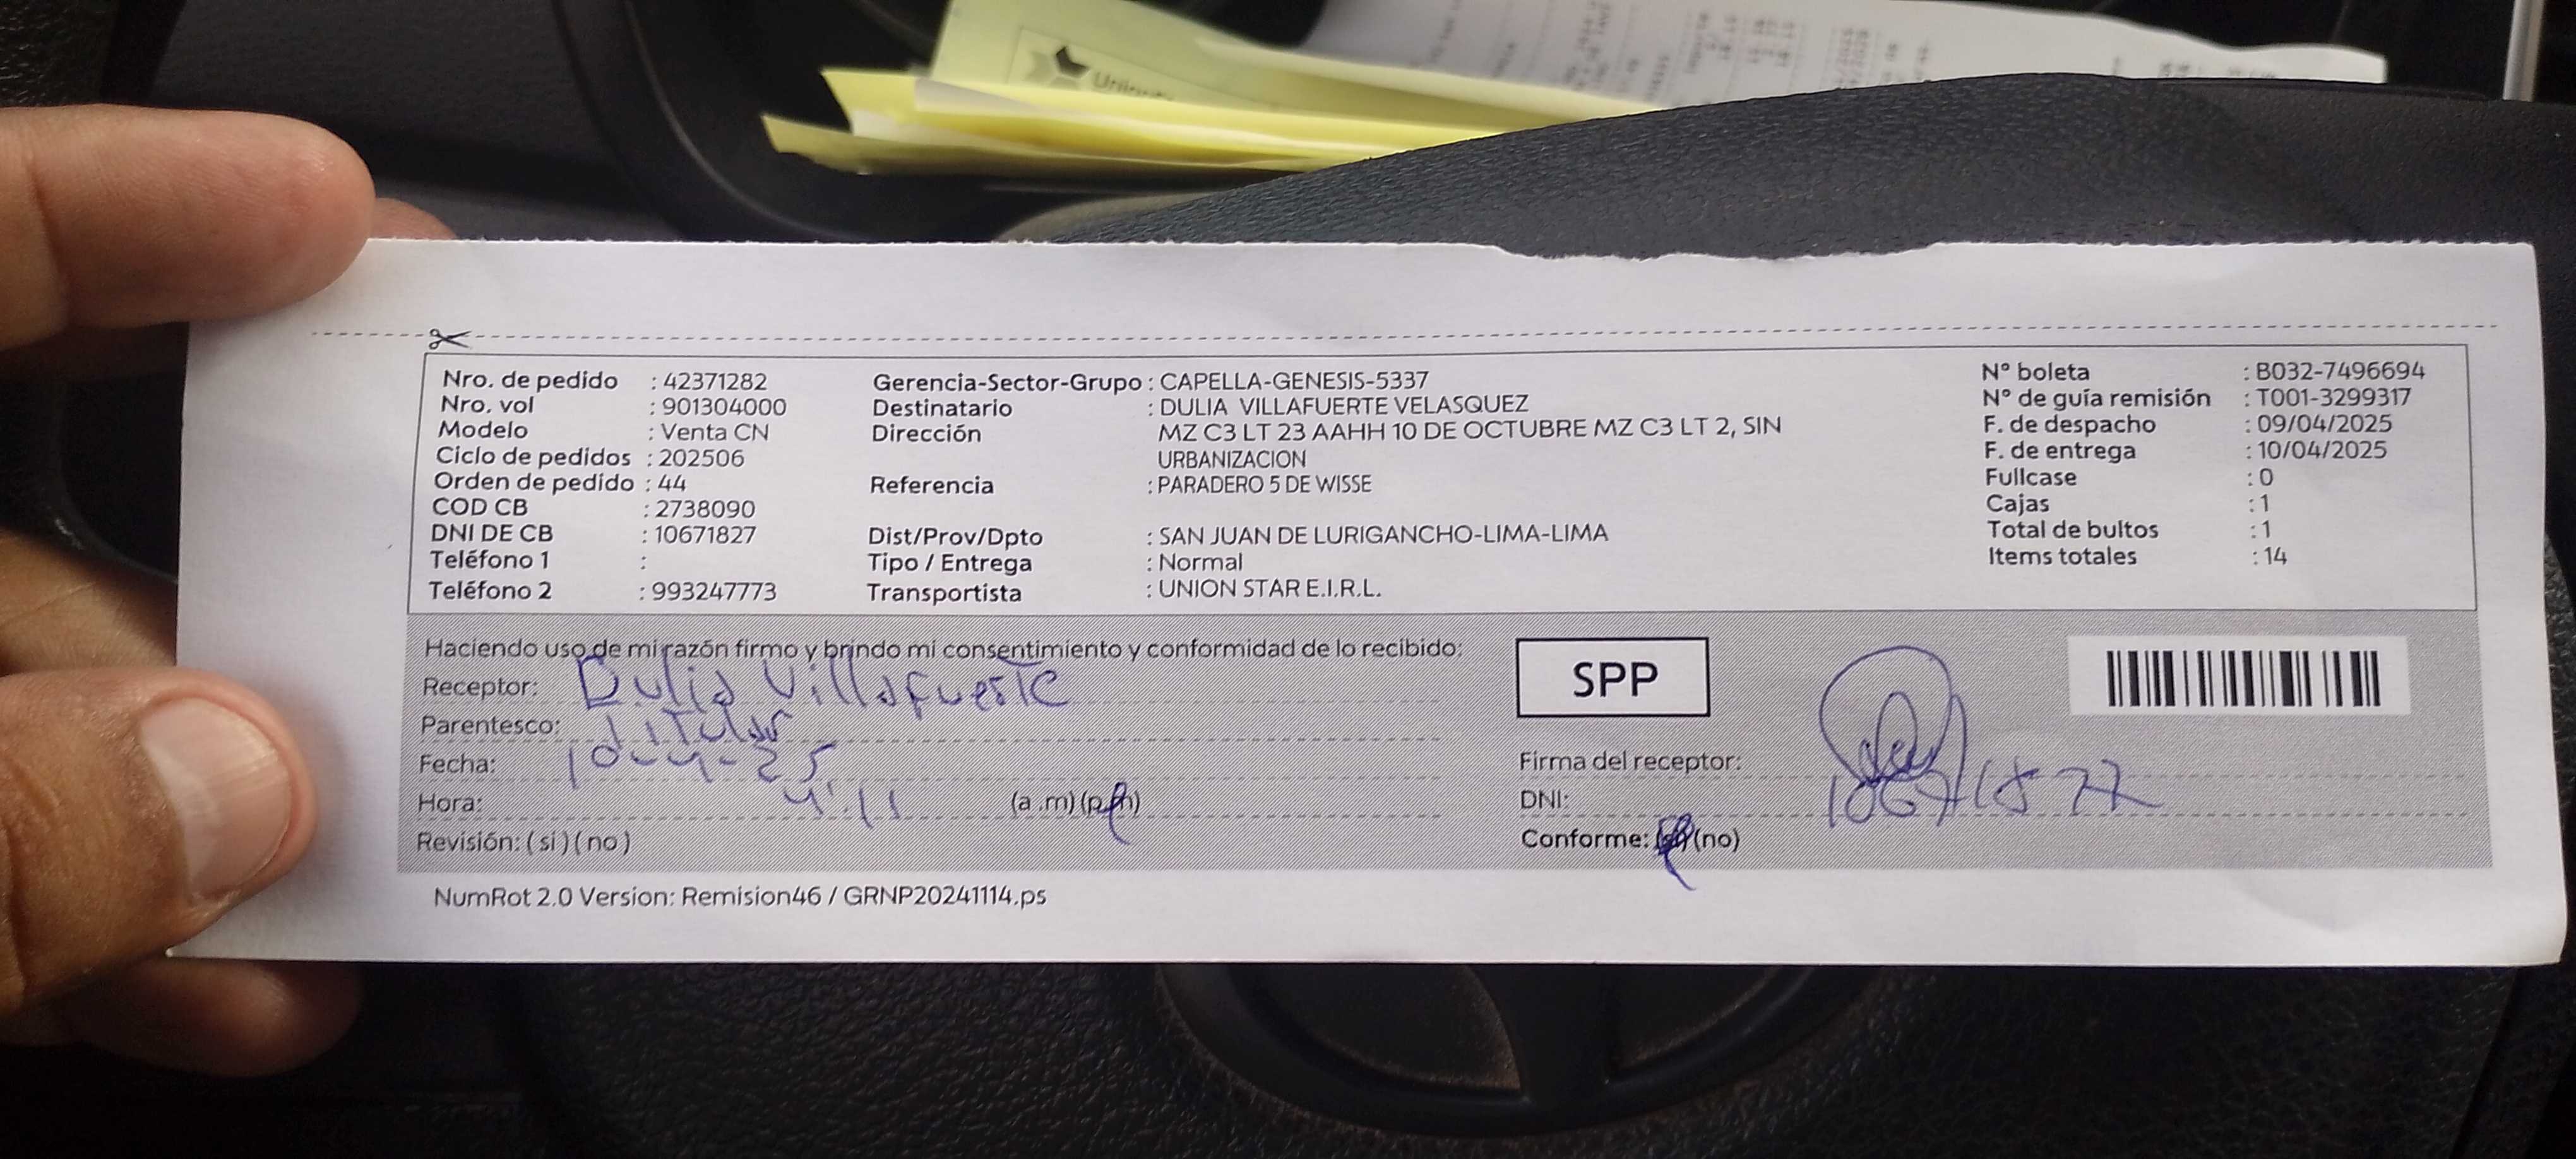 Nro. de pedido : 42371282
Nro. vol : 901304000
Modelo : Venta CN
Ciclo de pedidos : 202506
Orden de pedido : 44
COD CB : 2738090
DNI DE CB : 10671827
Teléfono 1 :
Teléfono 2 : 993247773
Gerencia-Sector-Grupo : CAPELLA-GENESIS-5337
Destinatario : DULIA VILLAFUERTE VELASQUEZ
Dirección MZ C3 LT 23 AAHH 10 DE OCTUBRE MZ C3 LT 2, SIN
URBANIZACION
Referencia : PARADERO 5 DE WISSE
Dist/Prov/Dpto : SAN JUAN DE LURIGANCHO-LIMA-LIMA
Tipo / Entrega : Normal
Transportista : UNION STAR E.I.R.L.
N° boleta : B032-7496694
N° de guía remisión : T001-3299317
F. de despacho : 09/04/2025
F. de entrega : 10/04/2025
Fullcase : 0
Cajas : 1
Total de bultos : 1
Items totales : 14
Haciendo uso de mi razón firmo y brindo mi consentimiento y conformidad de lo recibido:
Receptor: Dulia Villafuerte
Parentesco: titular
Fecha: 10-4-25
Hora: 4:11 (a .m) (p.m)
Revisión: ( si ) ( no )
SPP
Firma del receptor:
DNI:
Conforme: (si) (no)
NumRot 2.0 Version: Remision46 / GRNP20241114.ps